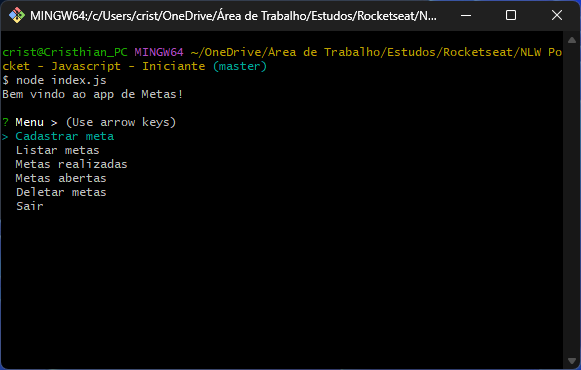 MINGW64:/c/Users/crist/OneDrive/Área de Trabalho/Estudos/Rocketseat/N...
crist@Cristhian_PC MINGW64 ~/OneDrive/Área de Trabalho/Estudos/Rocketseat/NLW Po
cket - Javascript - Iniciante (master)
$ node index.js
Bem vindo ao app de Metas!
? Menu > (Use arrow keys)
> Cadastrar meta
Listar metas
Metas realizadas
Metas abertas
Deletar metas
Sair